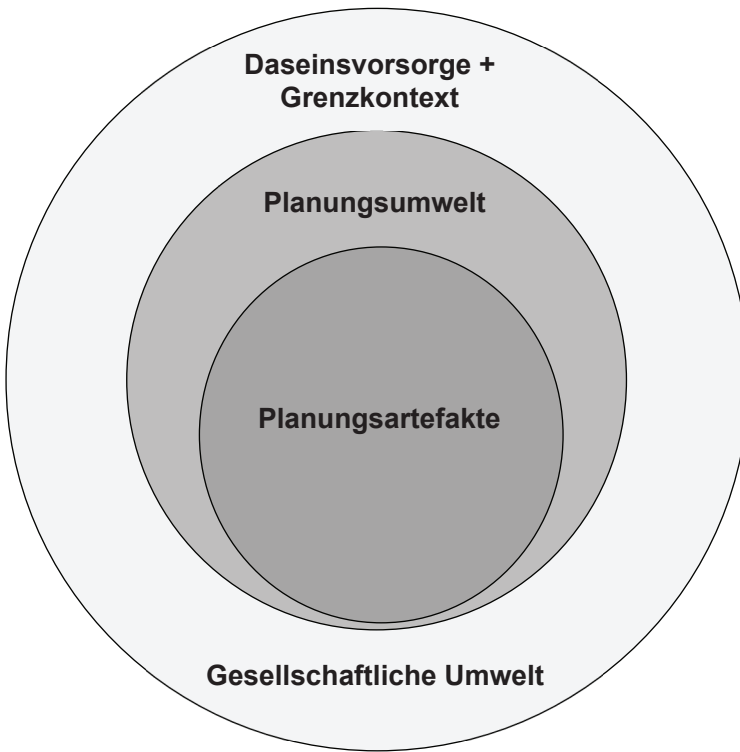 Daseinsvorsorge +
Grenzkontext
Planungsumwelt
Planungsartefakte
Gesellschaftliche Umwelt